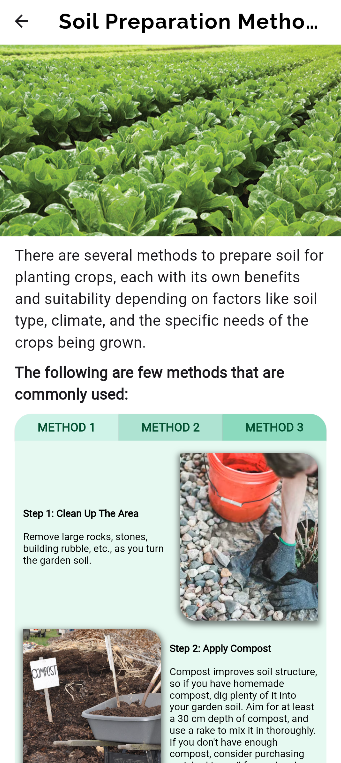 Soil Preparation Metho...
There are several methods to prepare soil for
planting crops, each with its own benefits
and suitability depending on factors like soil
type, climate, and the specific needs of the
crops being grown.
The following are few methods that are
commonly used:
METHOD 1
METHOD 2
METHOD 3
Step 1: Clean Up The Area
Remove large rocks, stones,
building rubble, etc., as you turn
the garden soil.
COMPOST
Step 2: Apply Compost
Compost improves soil structure,
so if you have homemade
compost, dig plenty of it into
your garden soil. Aim for at least
a 30 cm depth of compost, and
use a rake to mix it in thoroughly.
If you don't have enough
compost, consider purchasing